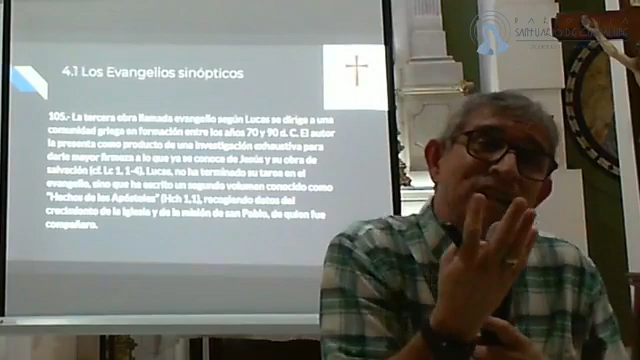 PARROQUIA
4.1 Los Evangelios sinópticos
105.- La tercera obra llamada evangelio según Lucas se dirige a una
comunidad griega en formación entre los años 70 y 90 d. C. El autor
la presenta como producto de una investigación exhaustiva para
darle mayor firmeza a lo que ya se conoce de Jesús y su obra de
salvación (cf. Lc 1, 1-4). Lucas, no ha terminado su tarea en el
evangelio, sino que ha escrito un segundo volumen conocido como
"Hechos de los Apóstoles" (Hch 1,1), recogiendo datos del
crecimiento de la Iglesia y de la misión de san Pablo, de quien fue
compañero.